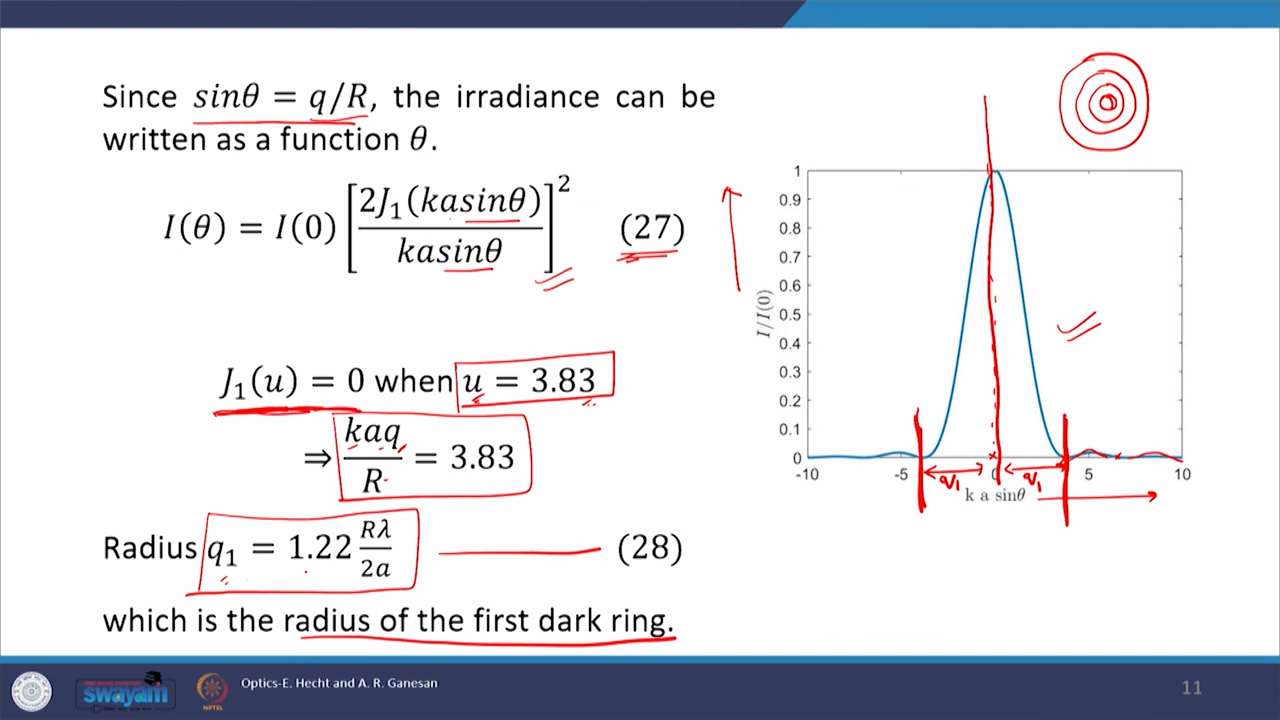 Since sinθ = q/R, the irradiance can be
written as a function θ.
I(θ) = I(0) [2J₁(kasinθ) / kasinθ]² (27)
J₁(u) = 0 when u = 3.83
⇒ kaq/R = 3.83
Radius q₁ = 1.22 Rλ/2a (28)
which is the radius of the first dark ring.
I/I(0)
1
0.9
0.8
0.7
0.6
0.5
0.4
0.3
0.2
0.1
0
-10 -5 0 5 10
q₁ q₁
k a sinθ
swayam
NPTEL
Optics-E. Hecht and A. R. Ganesan
11